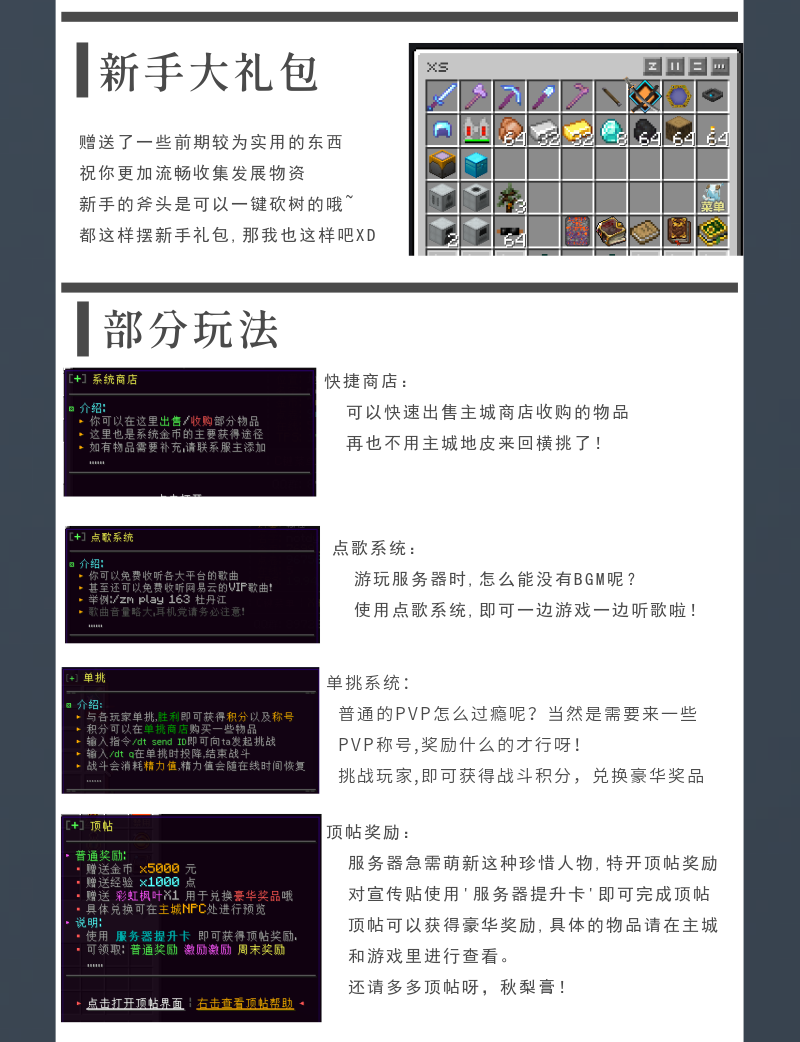 新手大礼包
赠送了一些前期较为实用的东西
祝你更加流畅收集发展物资
新手的斧头是可以一键砍树的哦~
都这样摆新手礼包,那我也这样吧XD
XS
64 32 32 8 64 64 64
3
菜单
2 64
部分玩法
[+] 系统商店
介绍:
你可以在这里出售/收购部分物品
这里也是系统金币的主要获得途径
如有物品需要补充,请联系服主添加
......
快捷商店:
可以快速出售主城商店收购的物品
再也不用主城地皮来回横挑了!
[+] 点歌系统
介绍:
你可以免费收听各大平台的歌曲
甚至还可以免费收听网易云的VIP歌曲!
举例:/zm play 163 牡丹江
歌曲音量略大,耳机党请务必注意!
......
点歌系统:
游玩服务器时,怎么能没有BGM呢?
使用点歌系统,即可一边游戏一边听歌啦!
[+] 单挑
介绍:
与各玩家单挑,胜利即可获得积分以及称号
积分可以在单挑商店购买一些物品
输入指令/dt send ID即可向ta发起挑战
输入/dt q在单挑时投降,结束战斗
战斗会消耗精力值,精力值会随在线时间恢复
......
单挑系统:
普通的PVP怎么过瘾呢? 当然是需要来一些
PVP称号,奖励什么的才行呀!
挑战玩家,即可获得战斗积分，兑换豪华奖品
[+] 顶帖
普通奖励:
赠送金币 x5000 元
赠送经验 x1000 点
赠送 彩虹枫叶X1 用于兑换豪华奖品哦
具体兑换可在主城NPC处进行预览
说明:
使用 服务器提升卡 即可获得顶帖奖励.
可领取: 普通奖励 激励激励 周末奖励
......
点击打开顶帖界面 | 右击查看顶帖帮助
顶帖奖励:
服务器急需萌新这种珍惜人物,特开顶帖奖励
对宣传贴使用'服务器提升卡'即可完成顶帖
顶帖可以获得豪华奖励,具体的物品请在主城
和游戏里进行查看。
还请多多顶帖呀，秋梨膏!